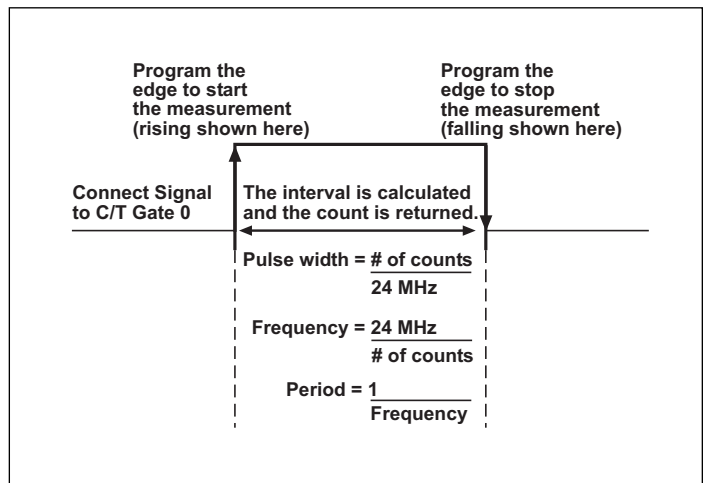 Program the
edge to start
the measurement
(rising shown here)
Program the
edge to stop
the measurement
(falling shown here)
Connect Signal
to C/T Gate 0
The interval is calculated
and the count is returned.
Pulse width = # of counts
24 MHz
Frequency = 24 MHz
# of counts
Period = 1
Frequency